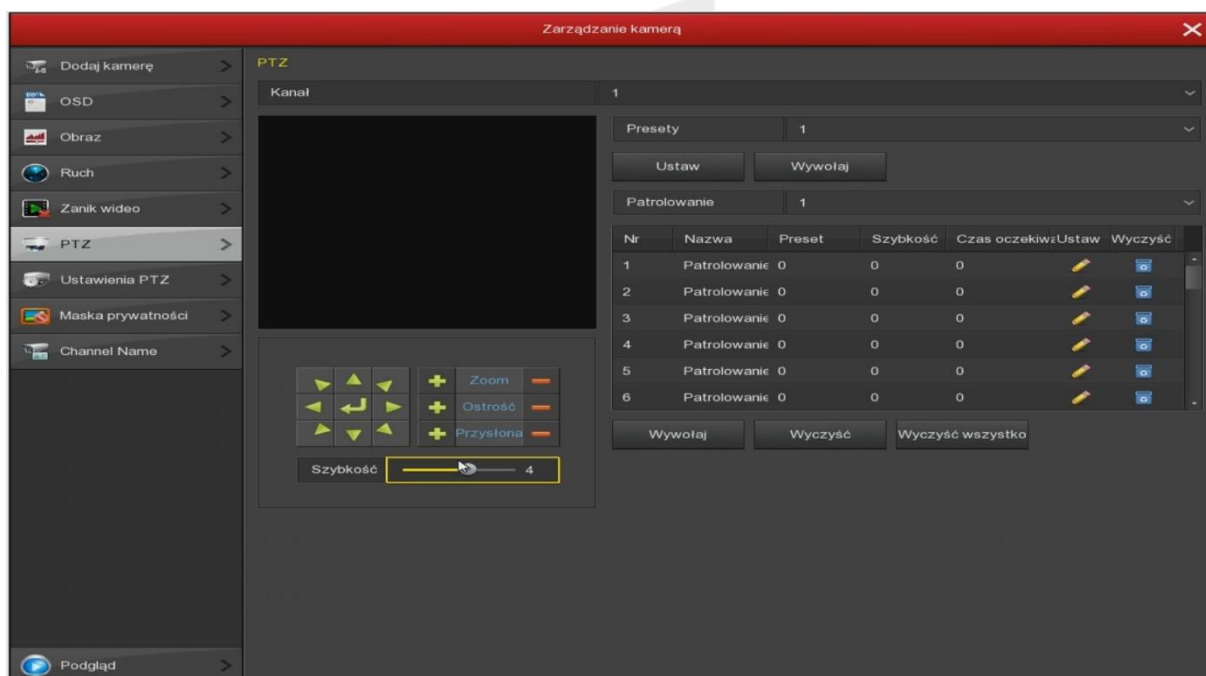 Zarządzanie kamerą
Dodaj kamerę
OSD
Obraz
Ruch
Zanik wideo
PTZ
Ustawienia PTZ
Maska prywatności
Channel Name
Podgląd
PTZ
Kanał 1
Zoom
Ostrość
Przysłona
Szybkość 4
Presety 1
Ustaw Wywołaj
Patrolowanie 1
Nr Nazwa Preset Szybkość Czas oczekiwa Ustaw Wyczyść
1 Patrolowanie 0 0 0
2 Patrolowanie 0 0 0
3 Patrolowanie 0 0 0
4 Patrolowanie 0 0 0
5 Patrolowanie 0 0 0
6 Patrolowanie 0 0 0
Wywołaj Wyczyść Wyczyść wszystko